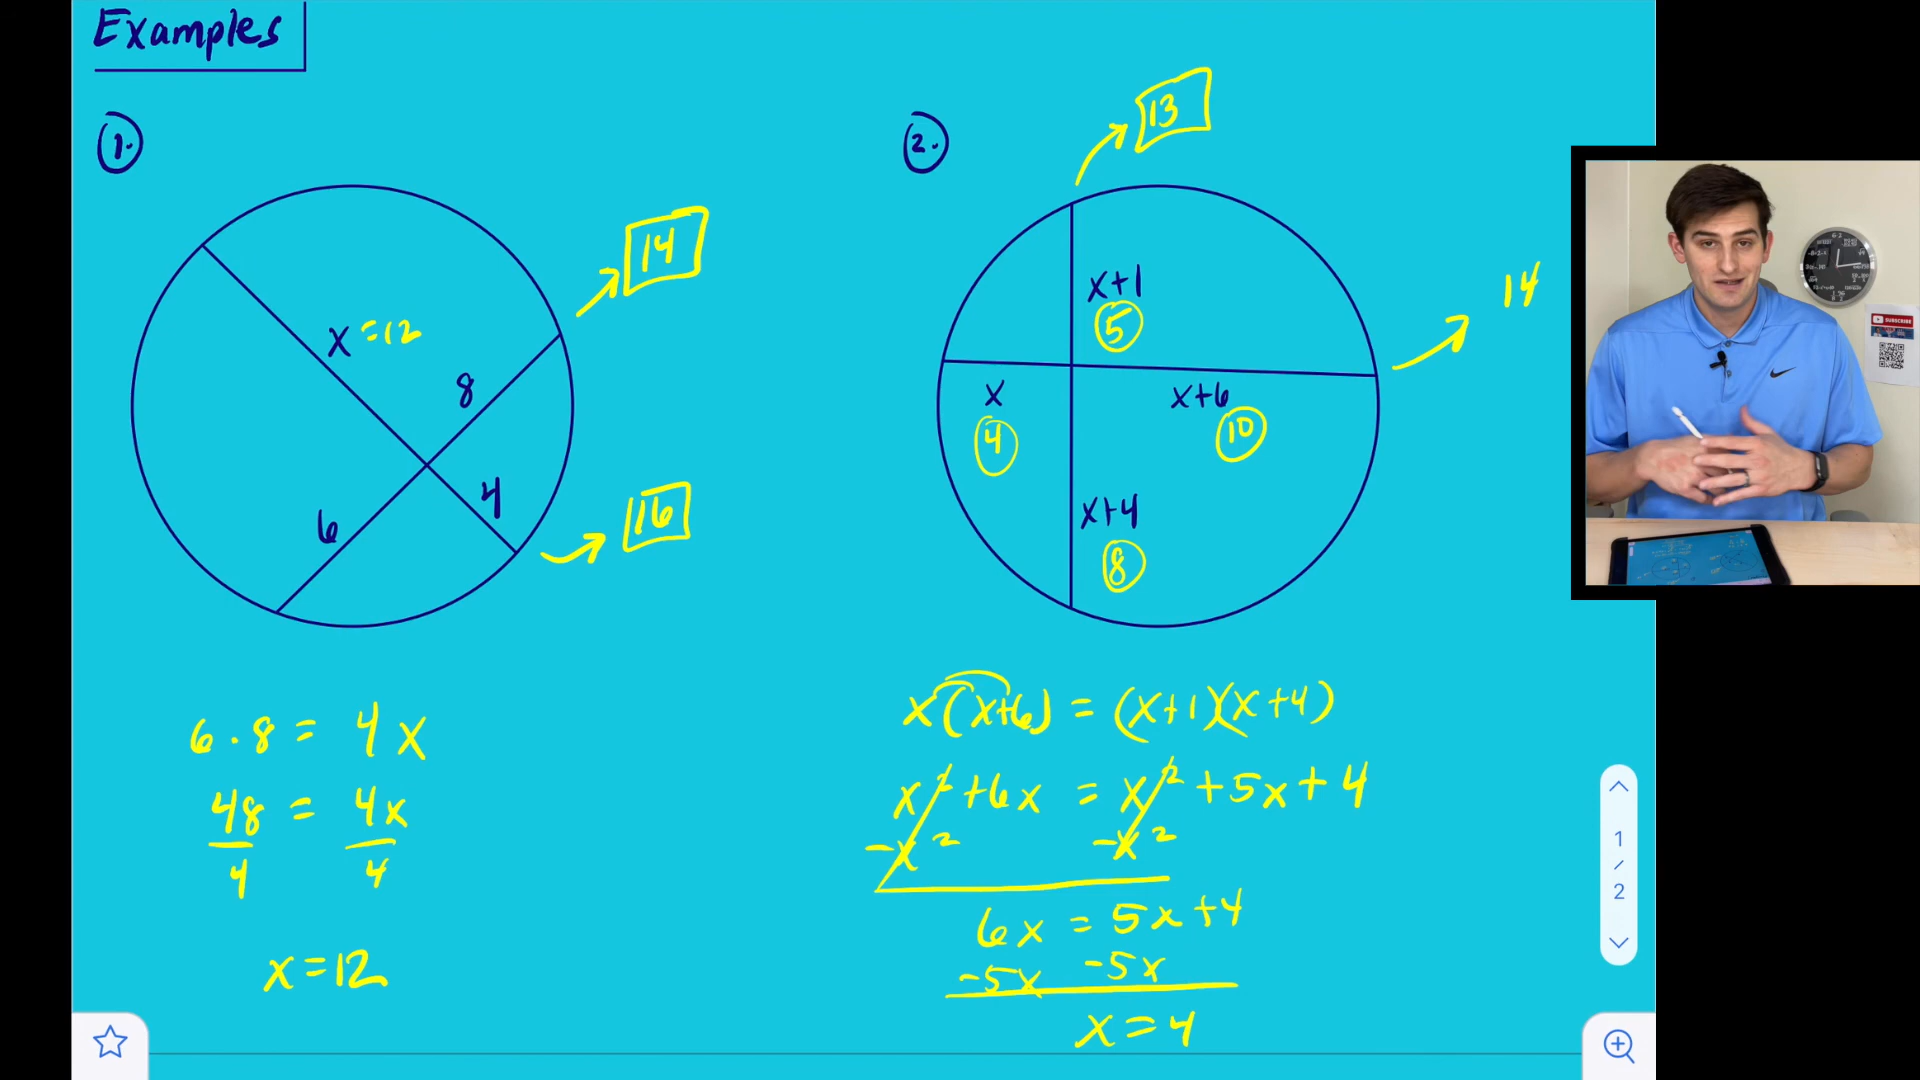 Examples
1.
14
x = 12
8
6
4
16
6 · 8 = 4x
48 = 4x
4 4
x = 12
2.
13
x+1
5
14
x
4
x+6
10
x+4
8
x(x+6) = (x+1)(x+4)
x² + 6x = x² + 5x + 4
-x² -x²
6x = 5x+4
-5x -5x
x = 4
SUBSCRIBE
1
/
2